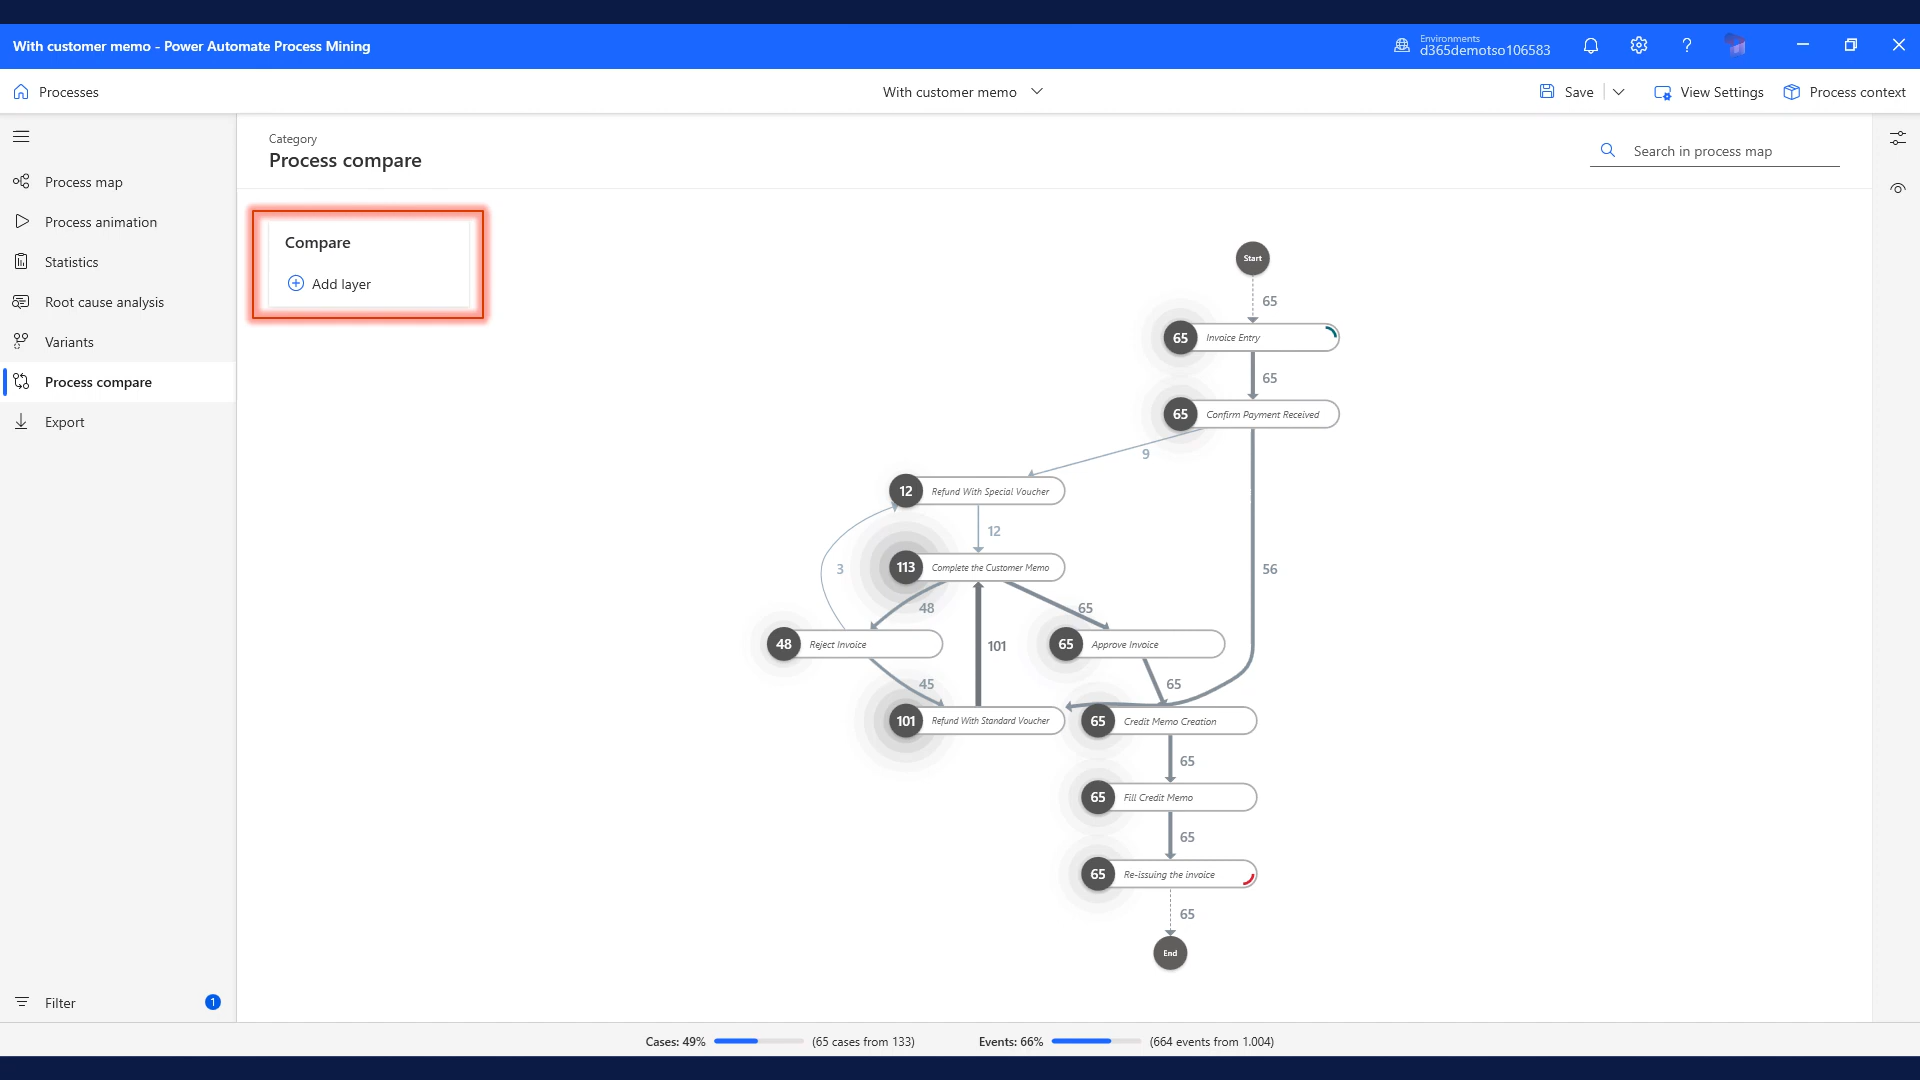 With customer memo - Power Automate Process Mining
Environments
d365demotso106583
?
Processes
With customer memo
Save
View Settings
Process context
Category
Process compare
Search in process map
Process map
Process animation
Statistics
Root cause analysis
Variants
Process compare
Export
Filter
1
Compare
Add layer
Start
65
65
Invoice Entry
65
65
Confirm Payment Received
9
12
Refund With Special Voucher
12
113
Complete the Customer Memo
3
56
48
65
48
Reject Invoice
101
65
Approve Invoice
45
65
101
Refund With Standard Voucher
65
Credit Memo Creation
65
65
Fill Credit Memo
65
65
Re-issuing the invoice
65
End
Cases: 49%
(65 cases from 133)
Events: 66%
(664 events from 1.004)